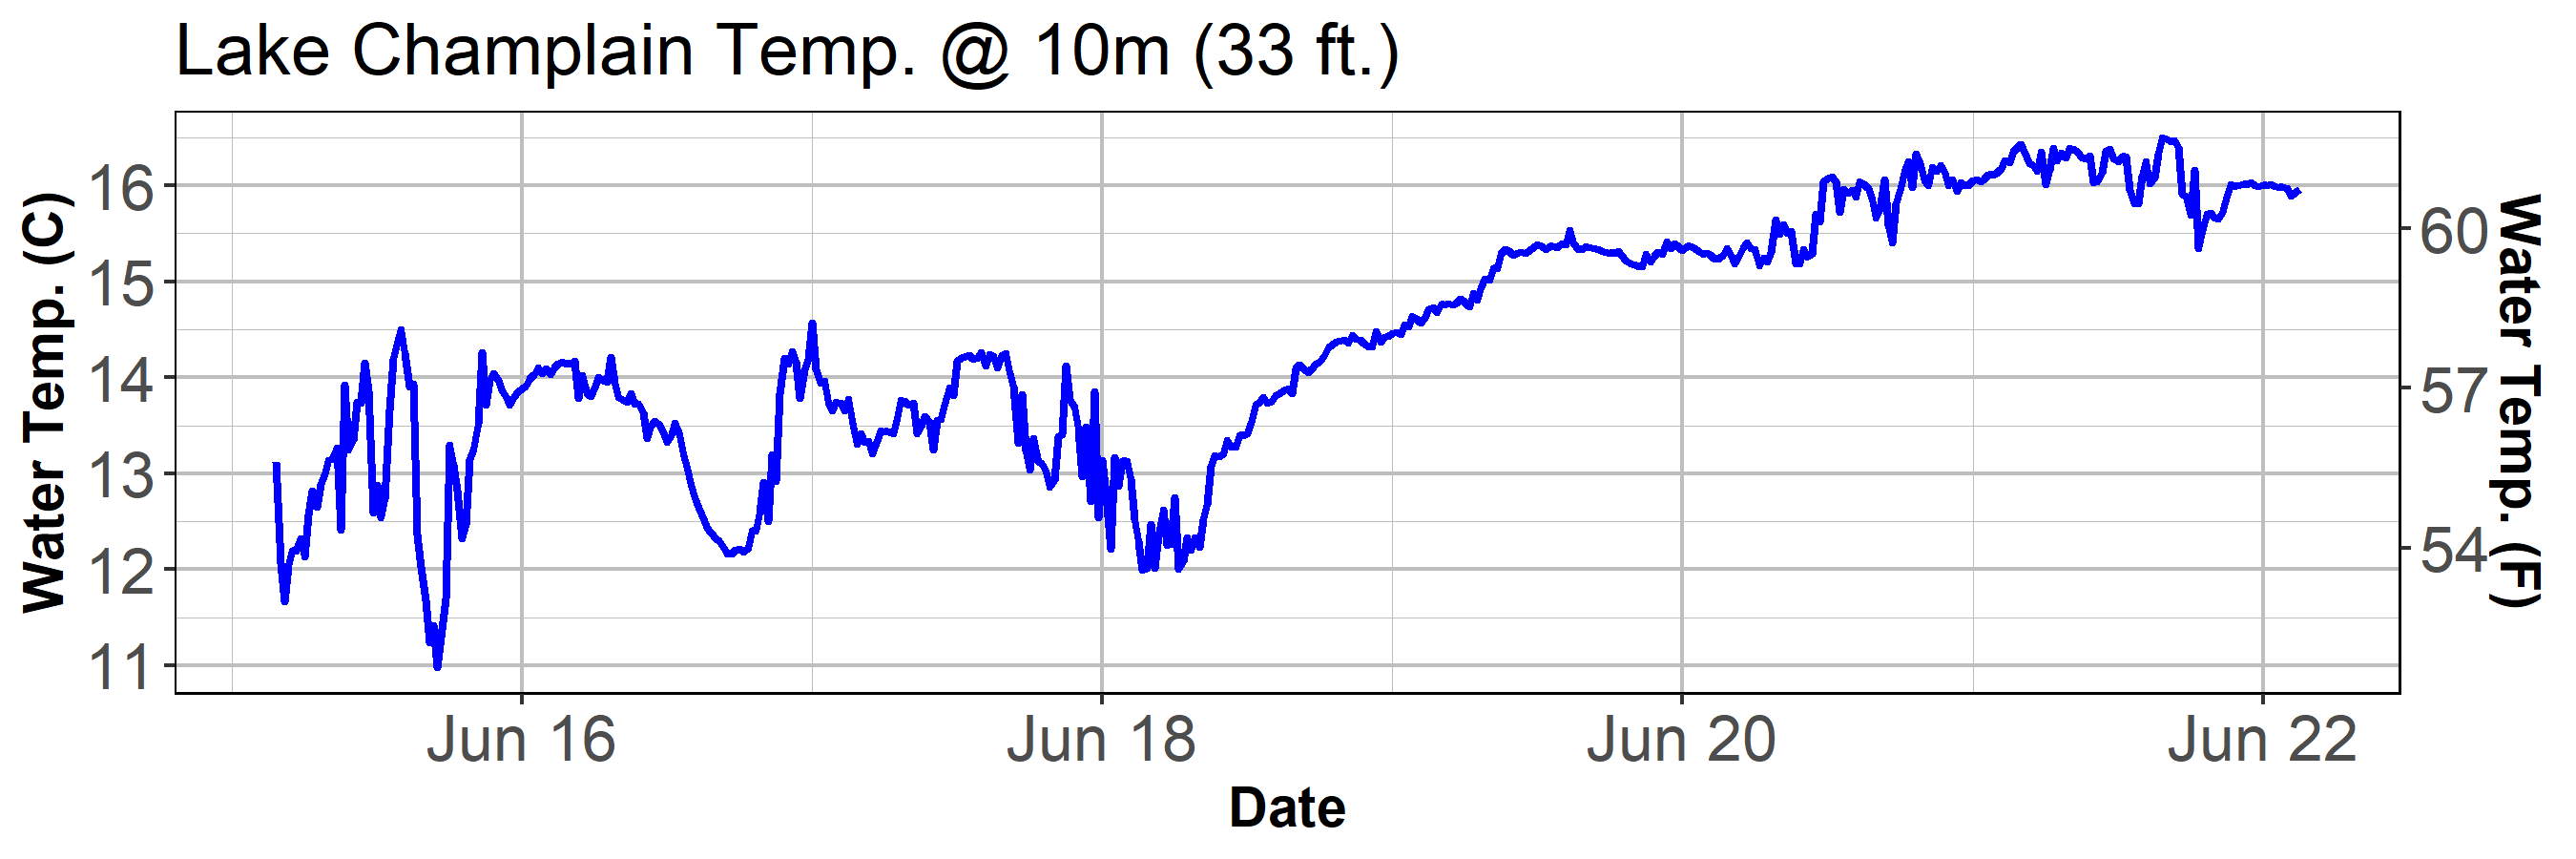 Lake Champlain Temp. @ 10m (33 ft.)
Water Temp. (C)
16
15
14
13
12
11
60
57
54
Water Temp. (F)
Jun 16
Jun 18
Jun 20
Jun 22
Date